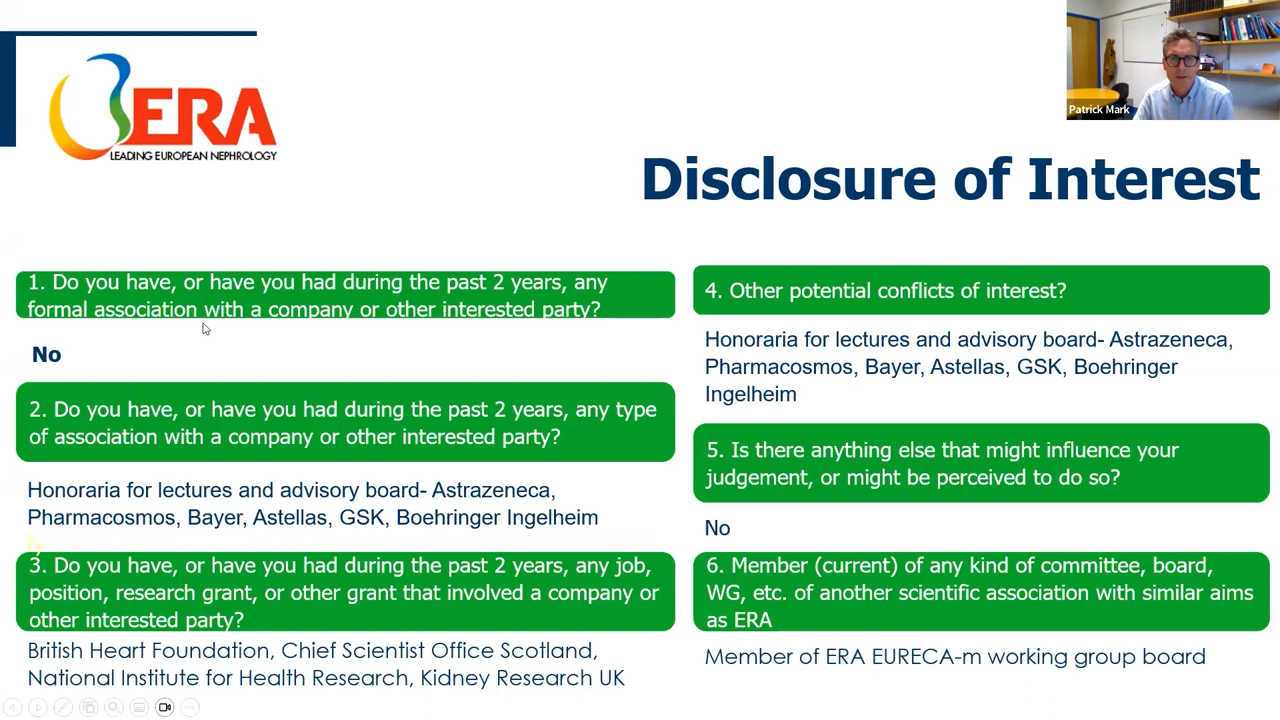 ERA
LEADING EUROPEAN NEPHROLOGY
Patrick Mark
Disclosure of Interest
1. Do you have, or have you had during the past 2 years, any
formal association with a company or other interested party?
No
2. Do you have, or have you had during the past 2 years, any type
of association with a company or other interested party?
Honoraria for lectures and advisory board- Astrazeneca,
Pharmacosmos, Bayer, Astellas, GSK, Boehringer Ingelheim
3. Do you have, or have you had during the past 2 years, any job,
position, research grant, or other grant that involved a company or
other interested party?
British Heart Foundation, Chief Scientist Office Scotland,
National Institute for Health Research, Kidney Research UK
4. Other potential conflicts of interest?
Honoraria for lectures and advisory board- Astrazeneca,
Pharmacosmos, Bayer, Astellas, GSK, Boehringer
Ingelheim
5. Is there anything else that might influence your
judgement, or might be perceived to do so?
No
6. Member (current) of any kind of committee, board,
WG, etc. of another scientific association with similar aims
as ERA
Member of ERA EURECA-m working group board